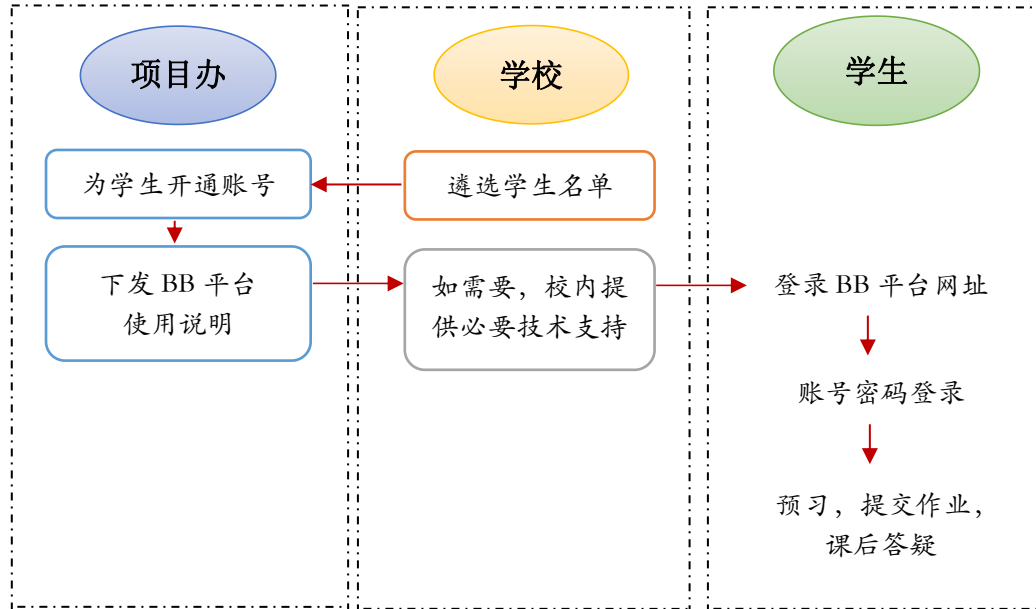 项目办
学校
学生
为学生开通账号
遴选学生名单
下发 BB 平台
使用说明
如需要，校内提
供必要技术支持
登录 BB 平台网址
账号密码登录
预习，提交作业，
课后答疑